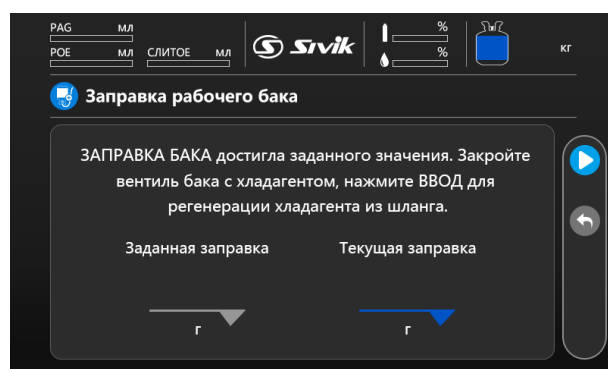 PAG мл
POE мл СЛИТОЕ мл
Sivik
%
%
кг
Заправка рабочего бака
ЗАПРАВКА БАКА достигла заданного значения. Закройте
вентиль бака с хладагентом, нажмите ВВОД для
регенерации хладагента из шланга.
Заданная заправка Текущая заправка
г г